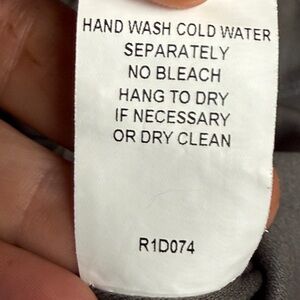 HAND WASH COLD WATER
SEPARATELY
NO BLEACH
HANG TO DRY
IF NECESSARY
OR DRY CLEAN
R1D074